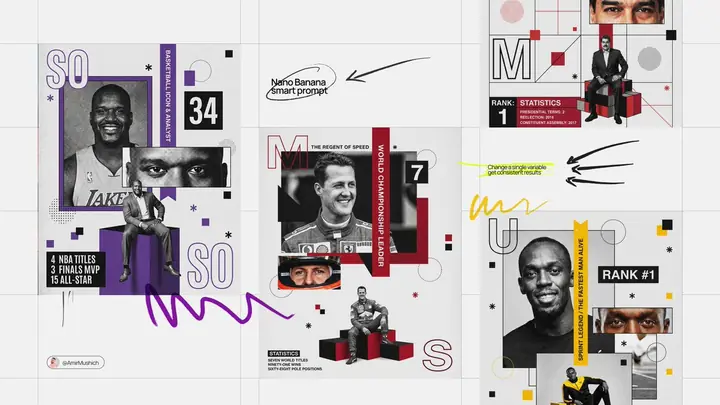 SO
BASKETBALL ICON & ANALYST
34
LAKE
4 NBA TITLES
3 FINALS MVP
15 ALL-STAR
SO
@AmirMushich
Nano Banana
smart prompt
M
THE REGENT OF SPEED
WORLD CHAMPIONSHIP LEADER
7
STATISTICS
SEVEN WORLD TITLES
NINETY-ONE WINS
SIXTY-EIGHT POLE POSITIONS
S
M
RANK:
1
STATISTICS
PRESIDENTIAL TERMS: 2
CONSTITUENT ASSEMBLY: 2017
Change a single variable
get consistent results
U
SPRINT LEGEND / THE FASTEST MAN ALIVE
RANK #1